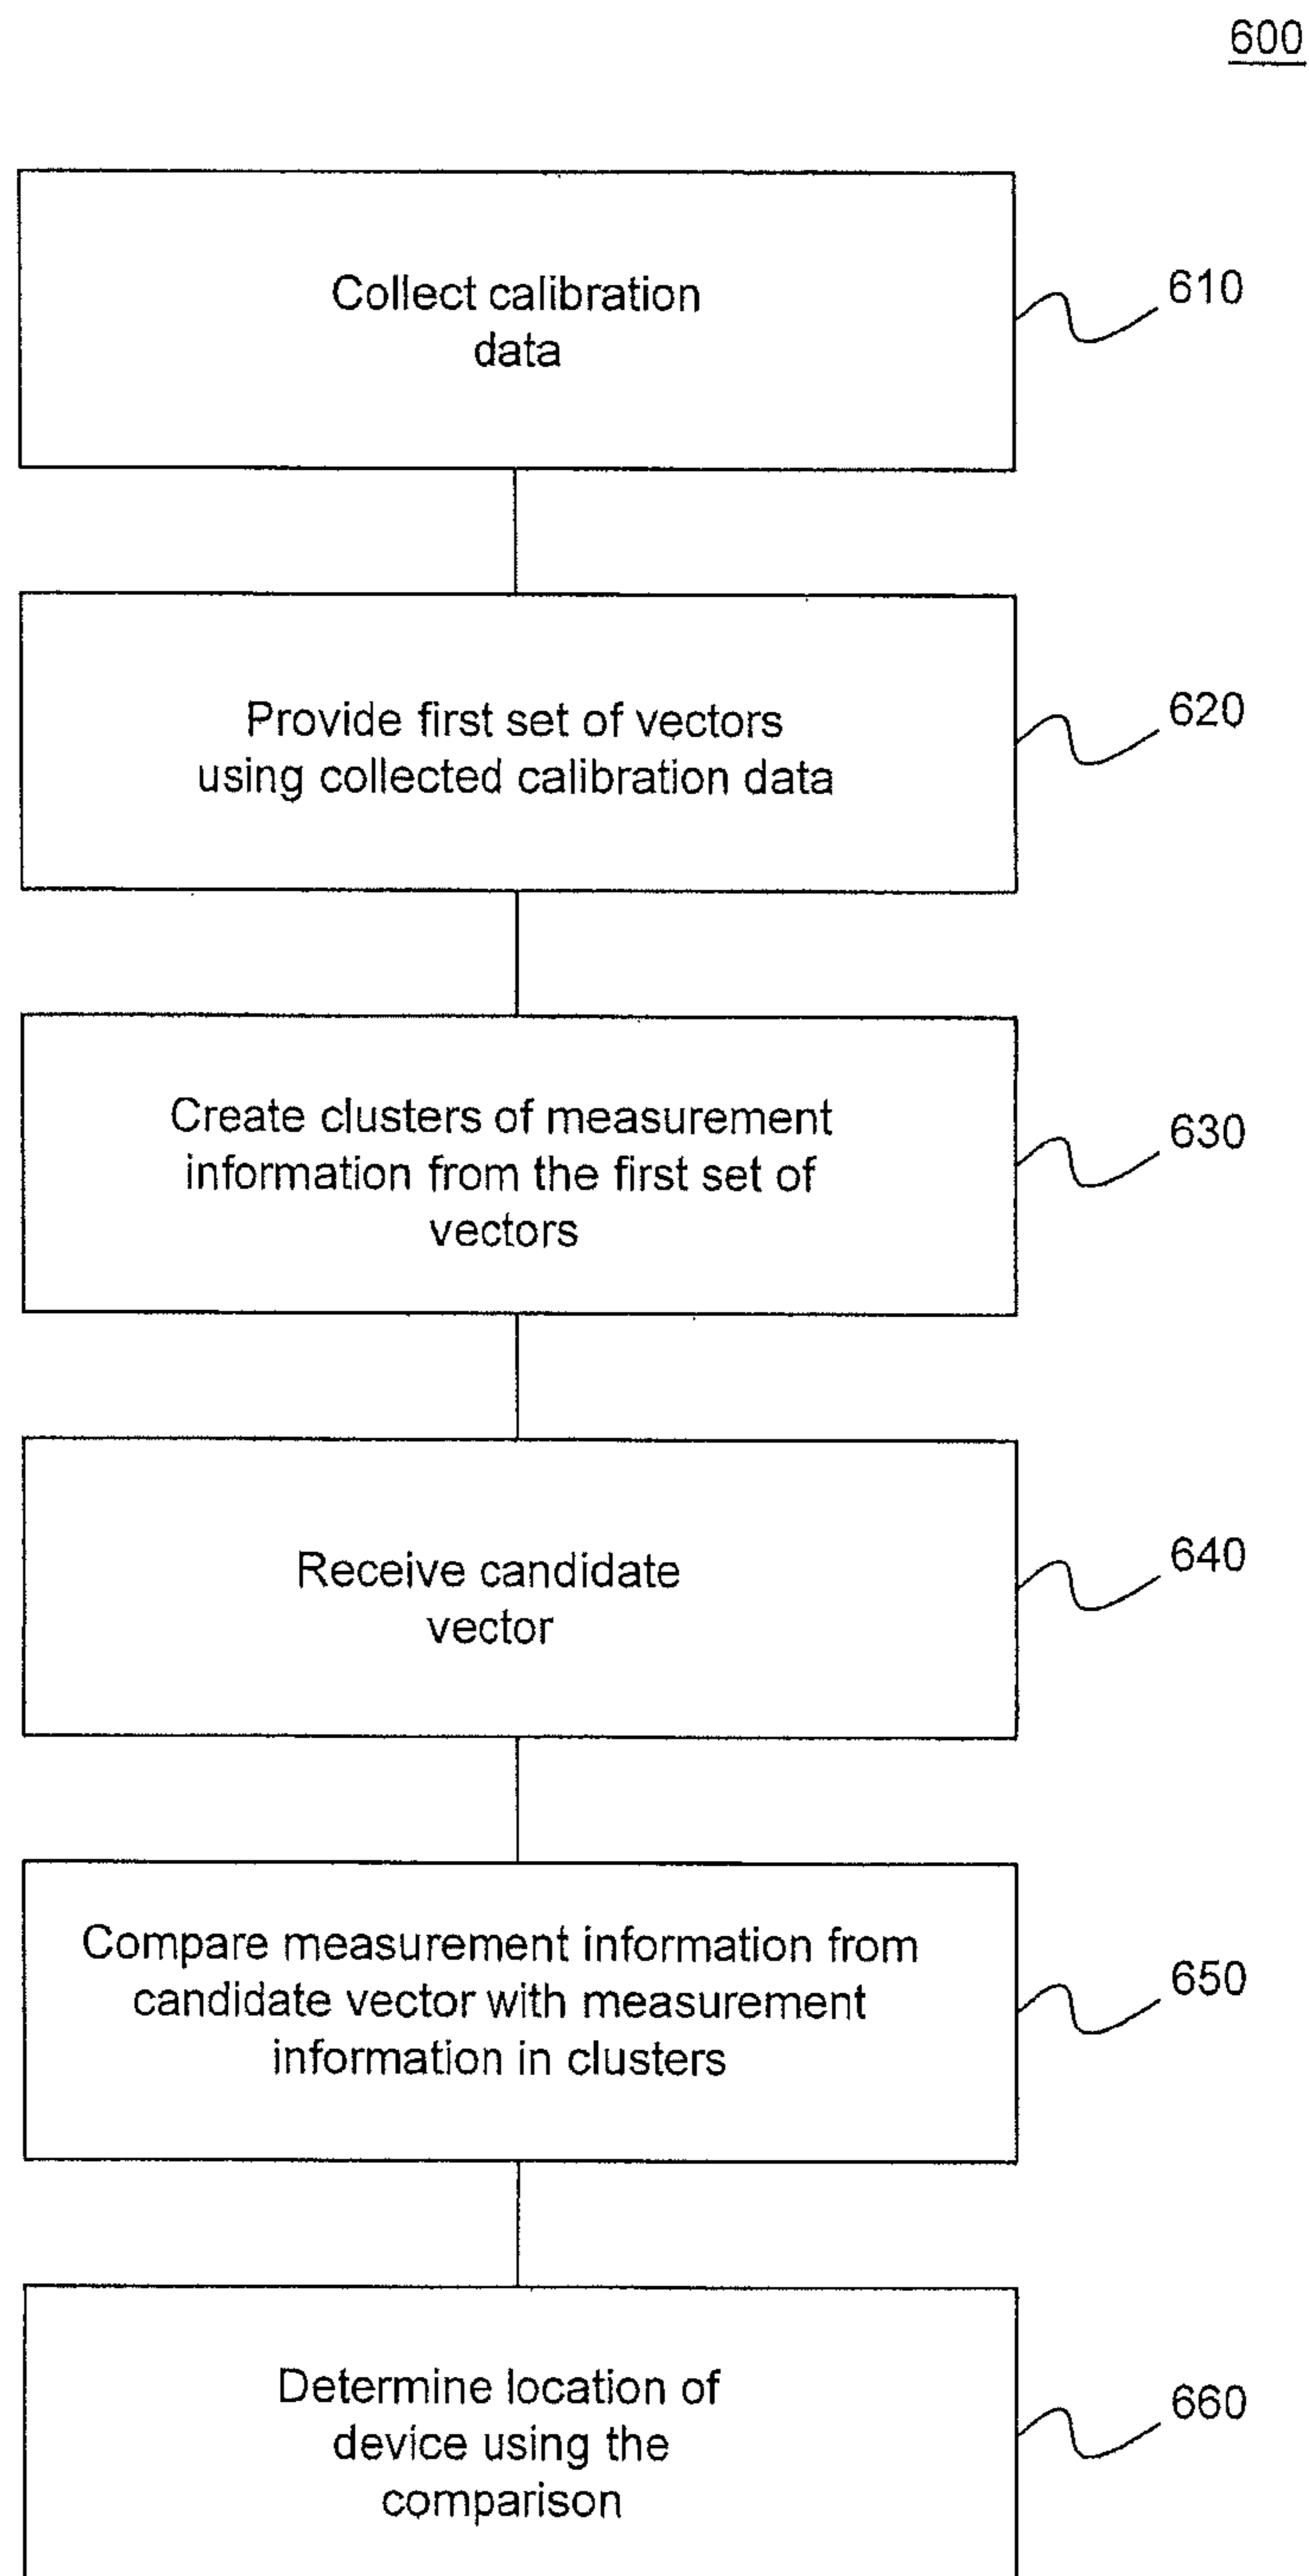 600
Collect calibration
data
610
Provide first set of vectors
using collected calibration data
620
Create clusters of measurement
information from the first set of
vectors
630
Receive candidate
vector
640
Compare measurement information from
candidate vector with measurement
information in clusters
650
Determine location of
device using the
comparison
660